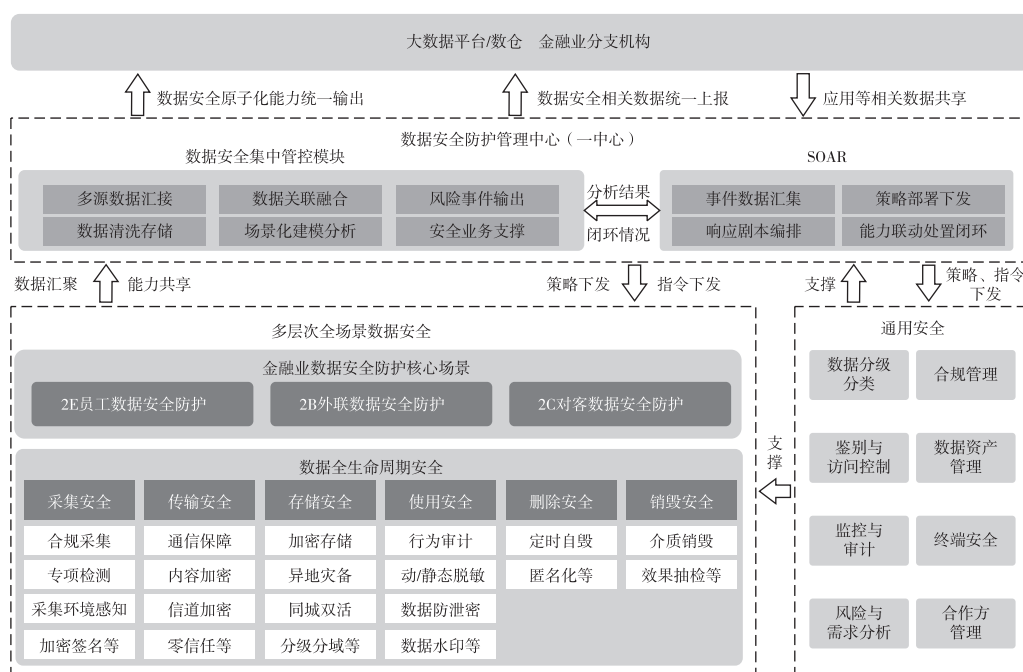 大数据平台/数仓 金融业分支机构
数据安全原子化能力统一输出
数据安全相关数据统一上报
应用等相关数据共享
数据安全防护管理中心（一中心）
数据安全集中管控模块
SOAR
多源数据汇接
数据关联融合
风险事件输出
数据清洗存储
场景化建模分析
安全业务支撑
分析结果
闭环情况
事件数据汇集
策略部署下发
响应剧本编排
能力联动处置闭环
数据汇聚
能力共享
策略下发
指令下发
支撑
策略、指令
下发
多层次全场景数据安全
金融业数据安全防护核心场景
2E员工数据安全防护
2B外联数据安全防护
2C对客数据安全防护
数据全生命周期安全
采集安全
传输安全
存储安全
使用安全
删除安全
销毁安全
合规采集
通信保障
加密存储
行为审计
定时自毁
介质销毁
专项检测
内容加密
异地灾备
动/静态脱敏
匿名化等
效果抽检等
采集环境感知
信道加密
同城双活
数据防泄密
加密签名等
零信任等
分级分域等
数据水印等
支
撑
通用安全
数据分级
分类
合规管理
鉴别与
访问控制
数据资产
管理
监控与
审计
终端安全
风险与
需求分析
合作方
管理